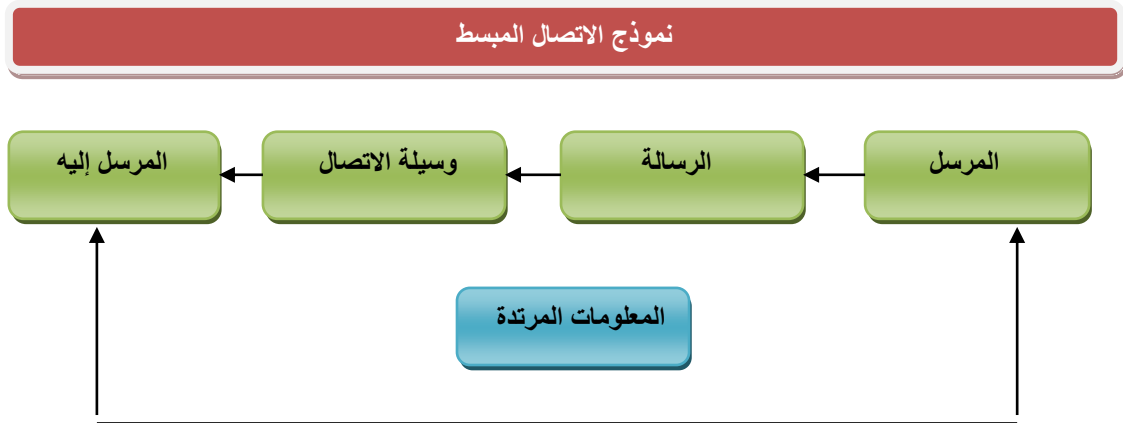 نموذج الاتصال المبسط
المرسل
الرسالة
وسيلة الاتصال
المرسل إليه
المعلومات المرتدة